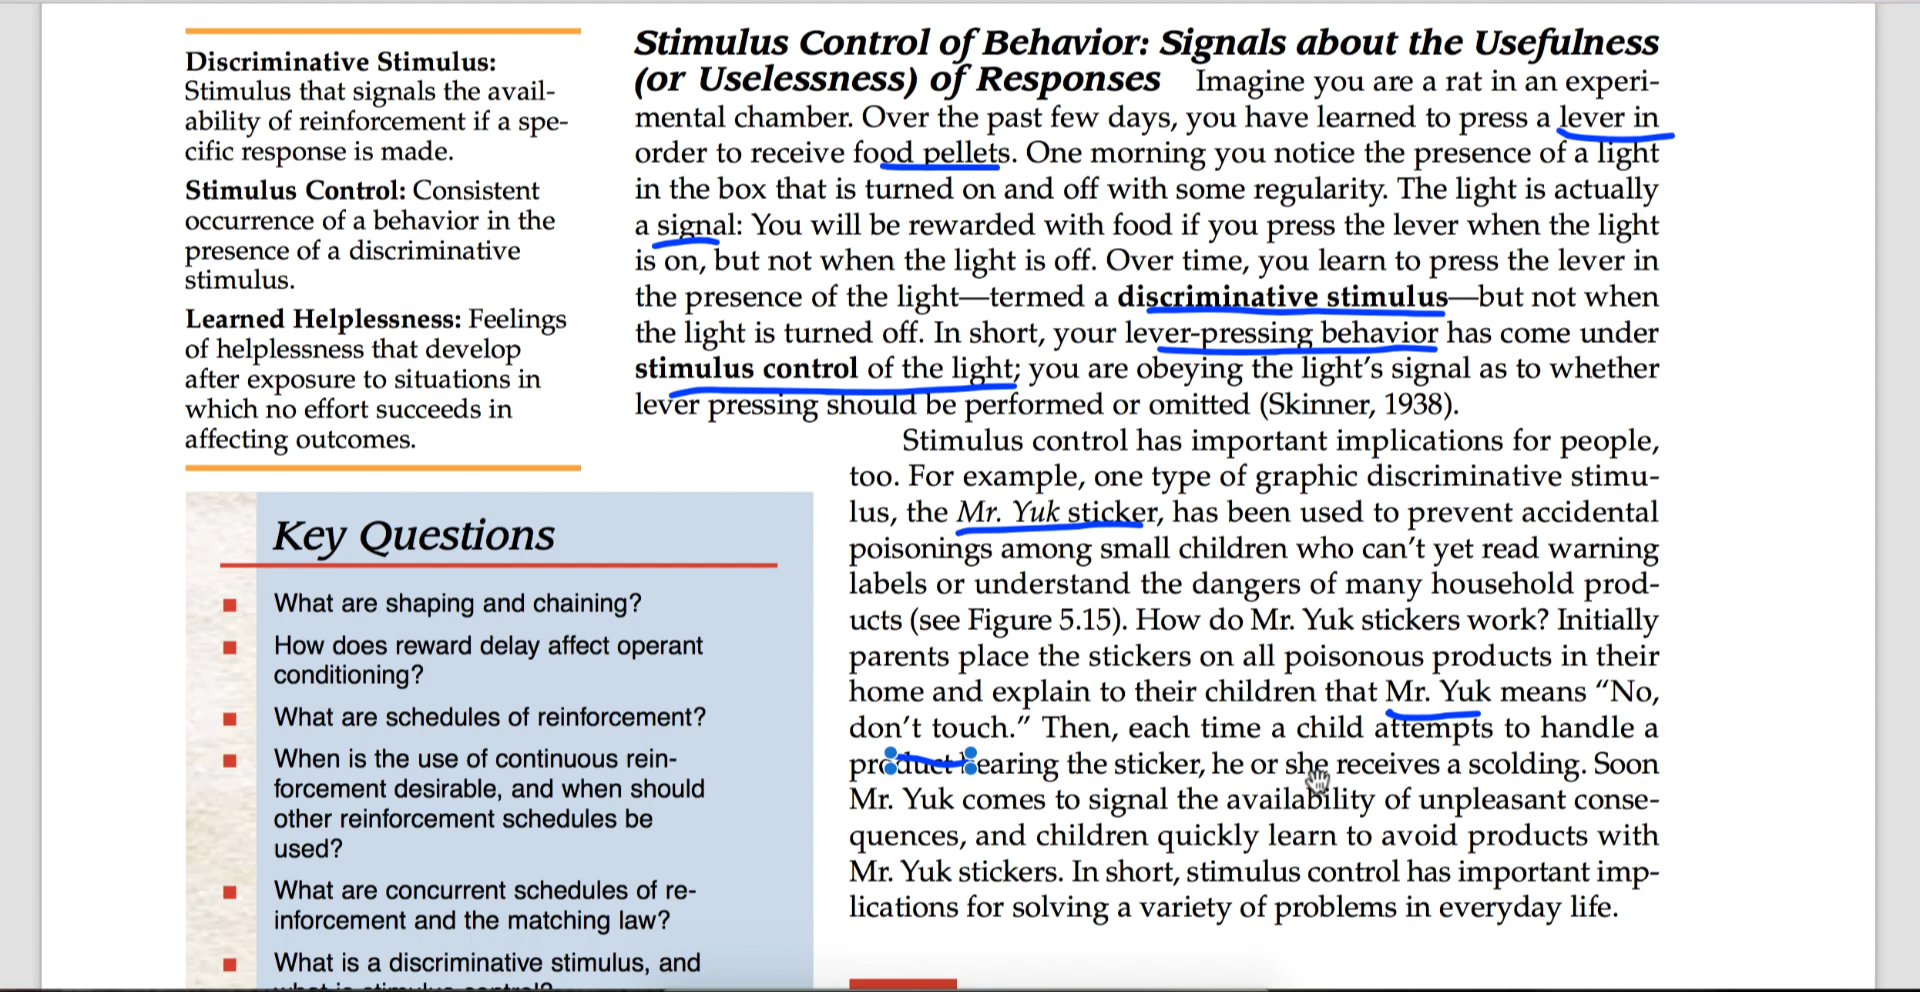 Discriminative Stimulus:
Stimulus that signals the avail-
ability of reinforcement if a spe-
cific response is made.
Stimulus Control: Consistent
occurrence of a behavior in the
presence of a discriminative
stimulus.
Learned Helplessness: Feelings
of helplessness that develop
after exposure to situations in
which no effort succeeds in
affecting outcomes.
Stimulus Control of Behavior: Signals about the Usefulness
(or Uselessness) of Responses Imagine you are a rat in an experi-
mental chamber. Over the past few days, you have learned to press a lever in
order to receive food pellets. One morning you notice the presence of a light
in the box that is turned on and off with some regularity. The light is actually
a signal: You will be rewarded with food if you press the lever when the light
is on, but not when the light is off. Over time, you learn to press the lever in
the presence of the light—termed a discriminative stimulus—but not when
the light is turned off. In short, your lever-pressing behavior has come under
stimulus control of the light; you are obeying the light's signal as to whether
lever pressing should be performed or omitted (Skinner, 1938).
Stimulus control has important implications for people,
too. For example, one type of graphic discriminative stimu-
lus, the Mr. Yuk sticker, has been used to prevent accidental
poisonings among small children who can't yet read warning
labels or understand the dangers of many household prod-
ucts (see Figure 5.15). How do Mr. Yuk stickers work? Initially
parents place the stickers on all poisonous products in their
home and explain to their children that Mr. Yuk means "No,
don't touch." Then, each time a child attempts to handle a
product bearing the sticker, he or she receives a scolding. Soon
Mr. Yuk comes to signal the availability of unpleasant conse-
quences, and children quickly learn to avoid products with
Mr. Yuk stickers. In short, stimulus control has important imp-
lications for solving a variety of problems in everyday life.
Key Questions
What are shaping and chaining?
How does reward delay affect operant
conditioning?
What are schedules of reinforcement?
When is the use of continuous rein-
forcement desirable, and when should
other reinforcement schedules be
used?
What are concurrent schedules of re-
inforcement and the matching law?
What is a discriminative stimulus, and
what is stimulus control?